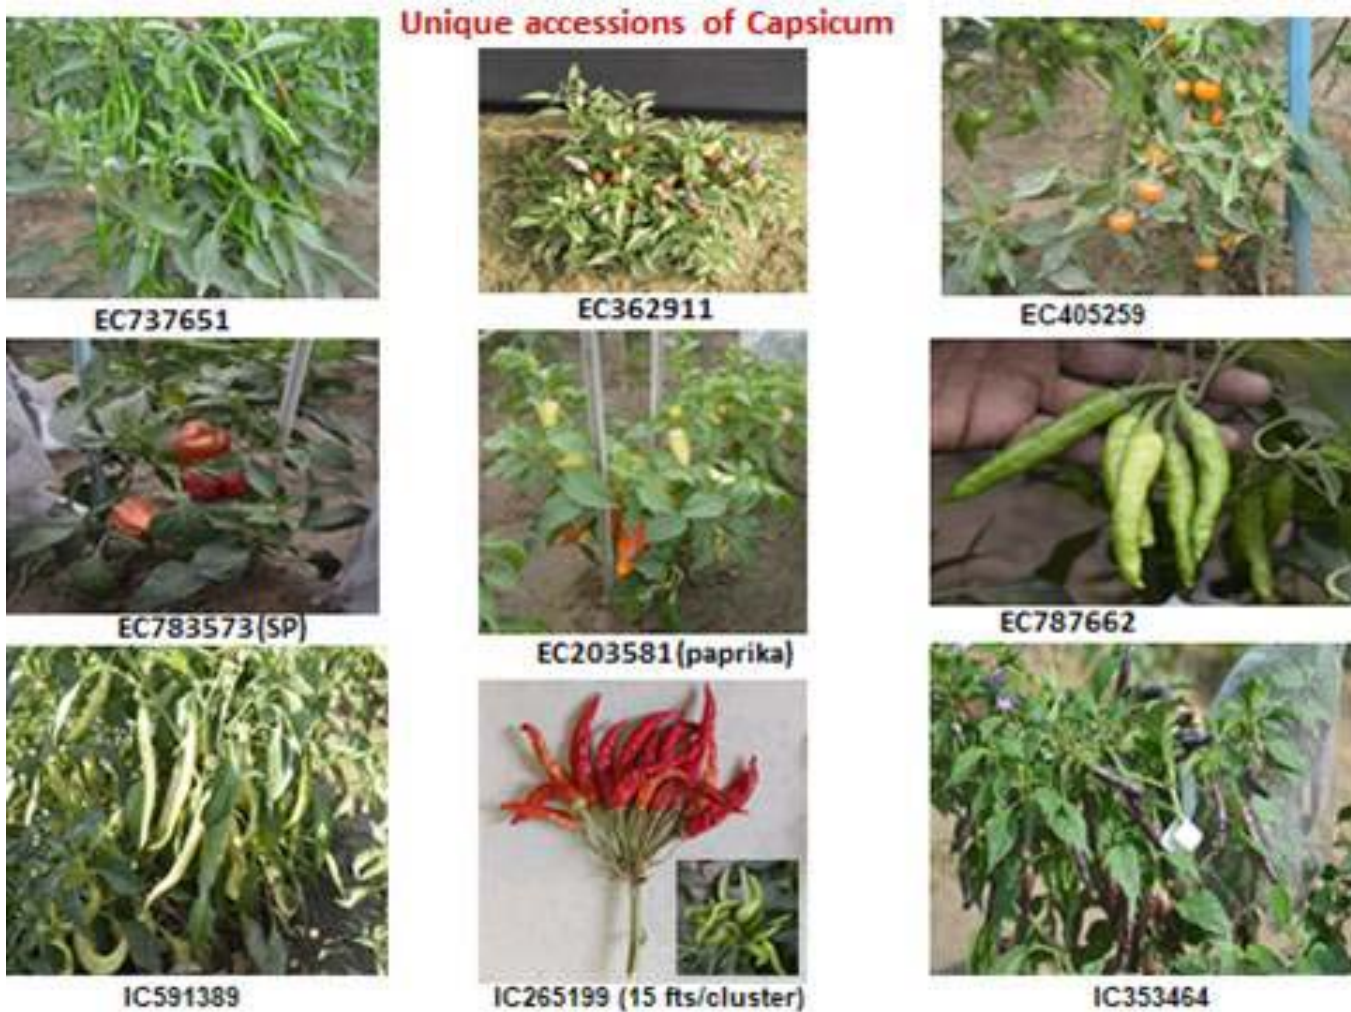 Unique accessions of Capsicum
EC737651
EC362911
EC405259
EC783573(SP)
EC203581(paprika)
EC787662
IC591389
IC265199 (15 fts/cluster)
IC353464